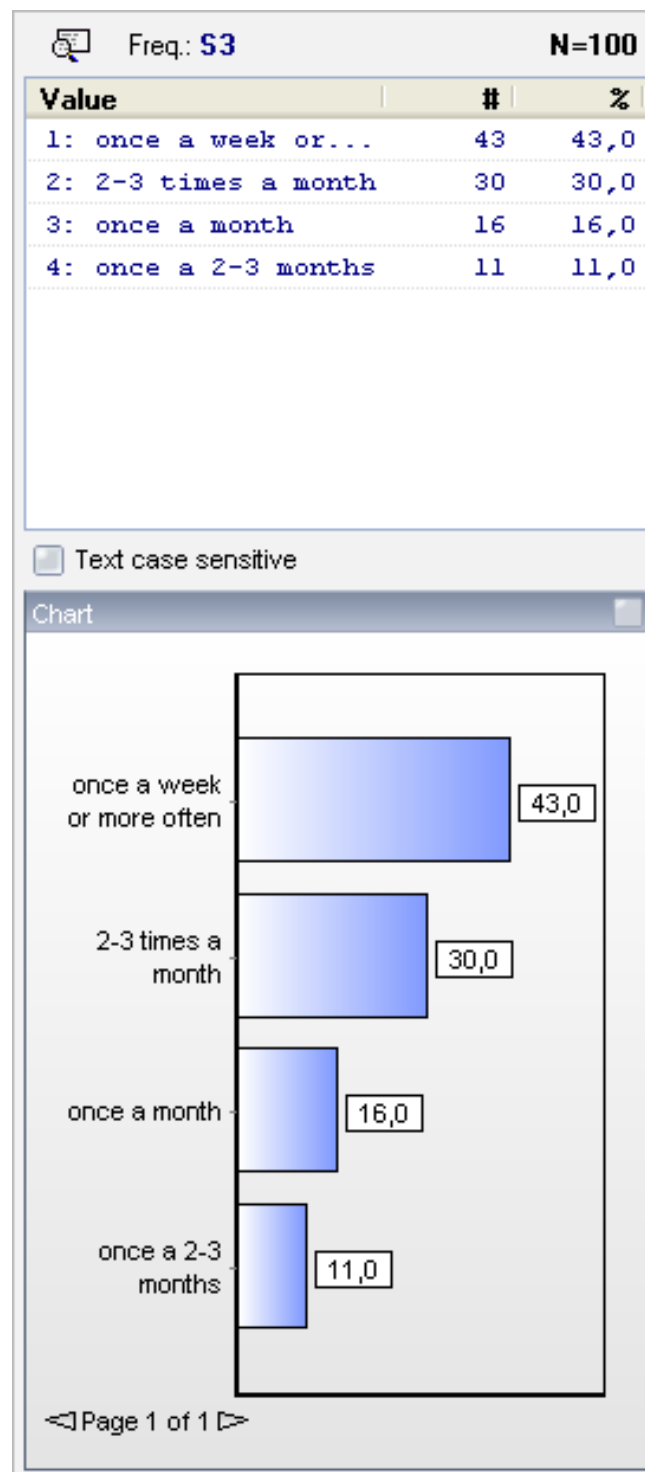 Freq.: S3 N=100
Value # %
1: once a week or... 43 43,0
2: 2-3 times a month 30 30,0
3: once a month 16 16,0
4: once a 2-3 months 11 11,0
Text case sensitive
Chart
once a week
or more often
43,0
2-3 times a
month
30,0
once a month
16,0
once a 2-3
months
11,0
Page 1 of 1